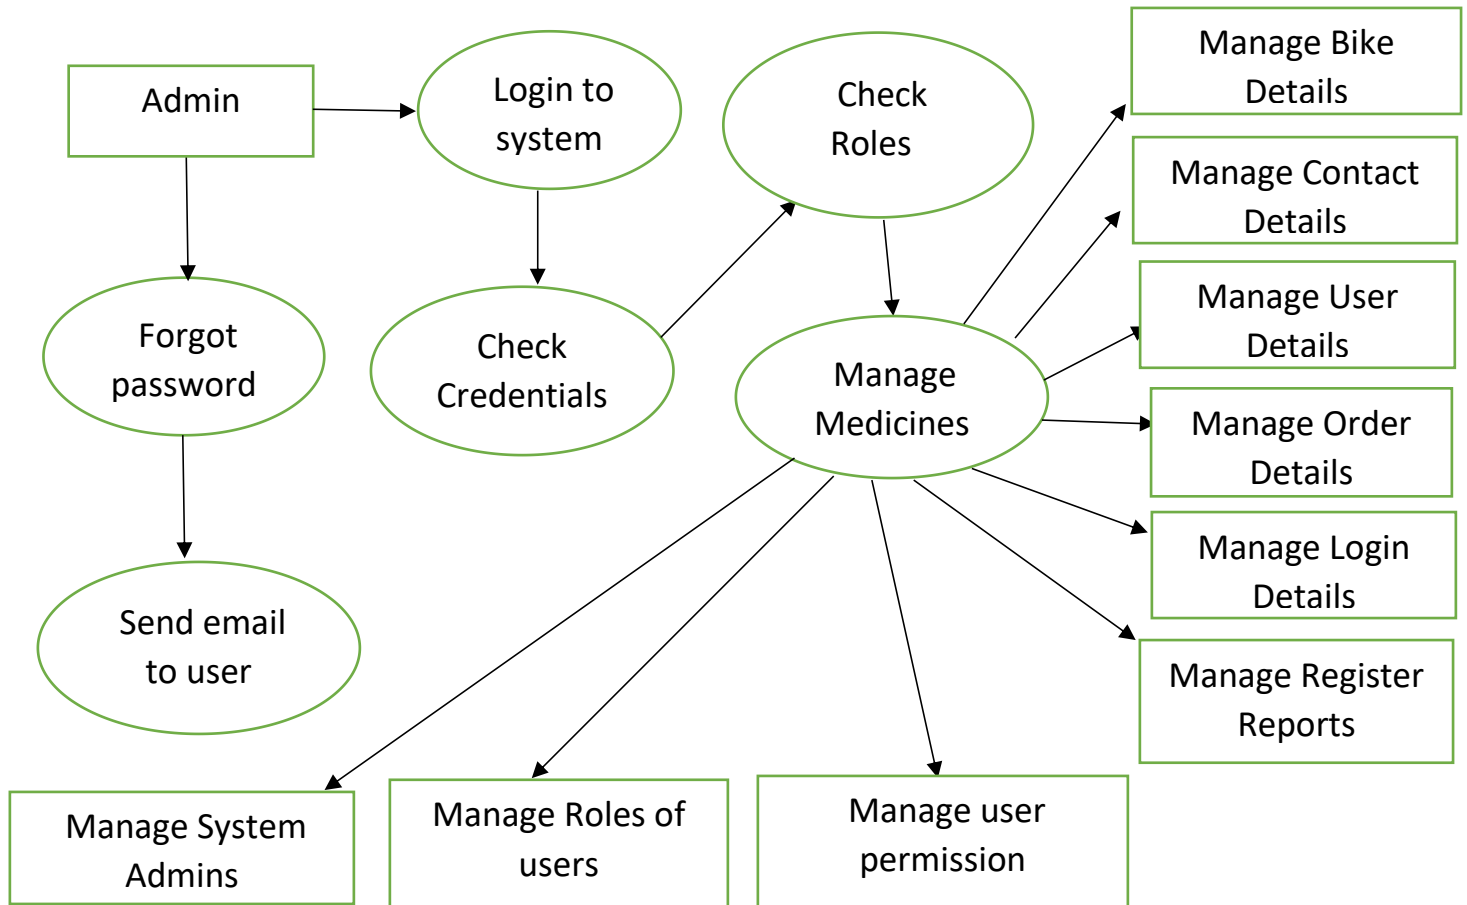 Admin
Login to
system
Check
Roles
Manage Bike
Details
Manage Contact
Details
Manage User
Details
Forgot
password
Check
Credentials
Manage
Medicines
Manage Order
Details
Manage Login
Details
Send email
to user
Manage Register
Reports
Manage System
Admins
Manage Roles of
users
Manage user
permission